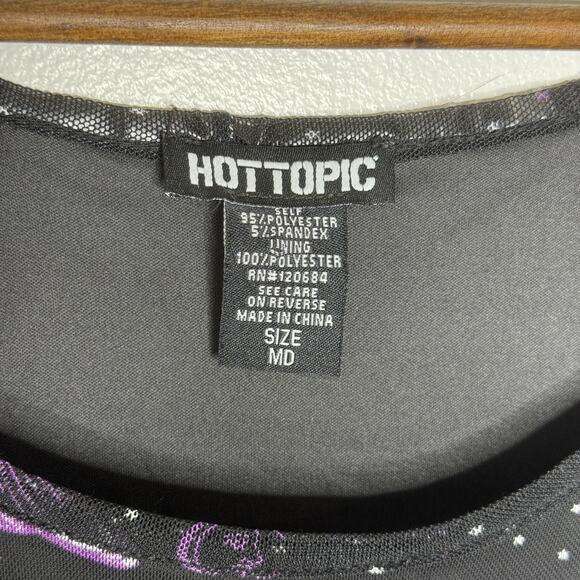 HOTTOPIC
SELF
95%POLYESTER
5%SPANDEX
LINING
100%POLYESTER
RN#120684
SEE CARE
ON REVERSE
MADE IN CHINA
SIZE
MD